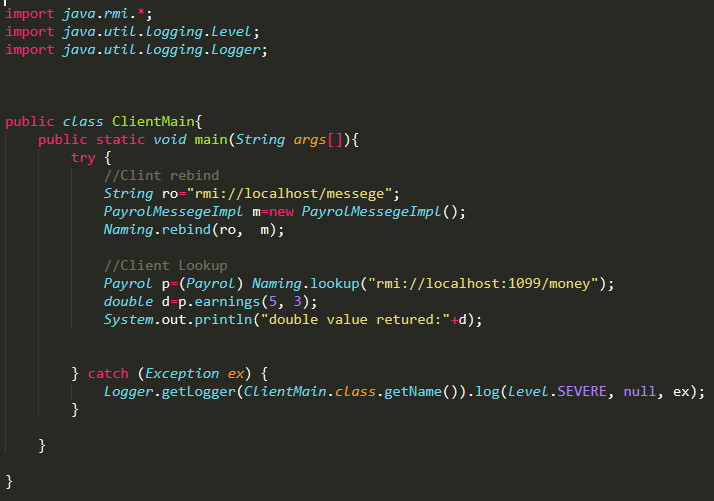 import java.rmi.*;
import java.util.logging.Level;
import java.util.logging.Logger;
public class ClientMain{
public static void main(String args[]){
try {
//Clint rebind
String ro="rmi://localhost/messege";
PayrolMessegeImpl m=new PayrolMessegeImpl();
Naming.rebind(ro,  m);
//Client Lookup
Payrol p=(Payrol) Naming.lookup("rmi://localhost:1099/money");
double d=p.earnings(5, 3);
System.out.println("double value retured:"+d);
} catch (Exception ex) {
Logger.getLogger(ClientMain.class.getName()).log(Level.SEVERE, null, ex);
}
}
}